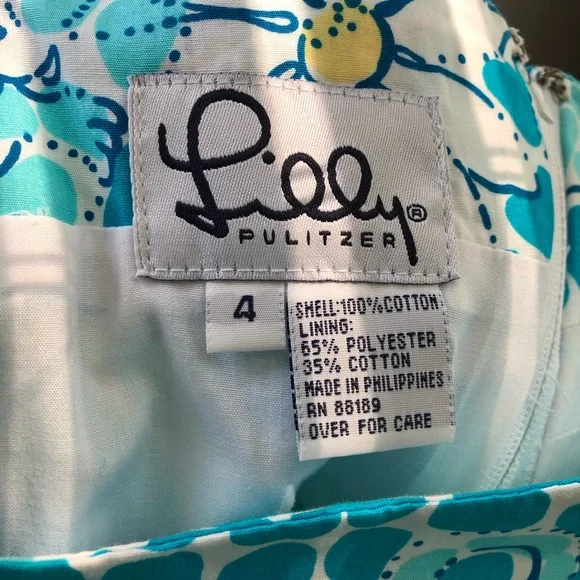 Lilly®
PULITZER
4
SHELL:100%COTTON
LINING:
65% POLYESTER
35% COTTON
MADE IN PHILIPPINES
RN 88189
OVER FOR CARE